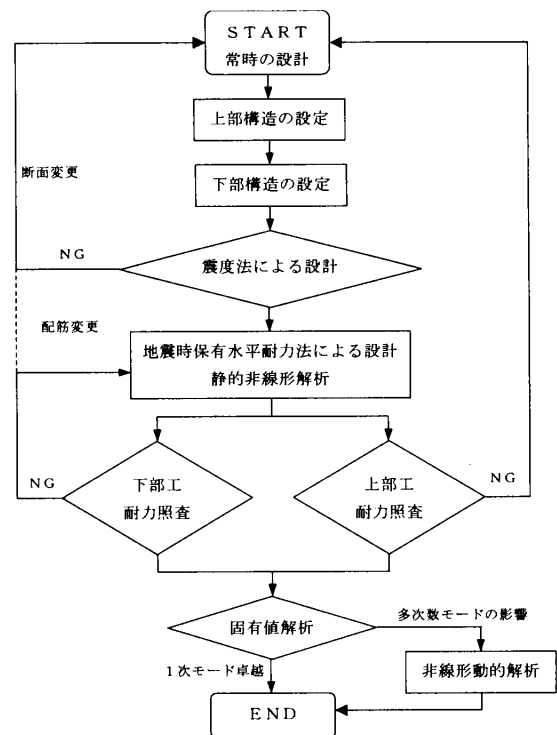 START
常時の設計
上部構造の設定
断面変更
下部構造の設定
NG
震度法による設計
配筋変更
地震時保有水平耐力法による設計
静的非線形解析
NG
下部工
耐力照査
上部工
耐力照査
NG
固有値解析
多次数モードの影響
1次モード卓越
非線形動的解析
END